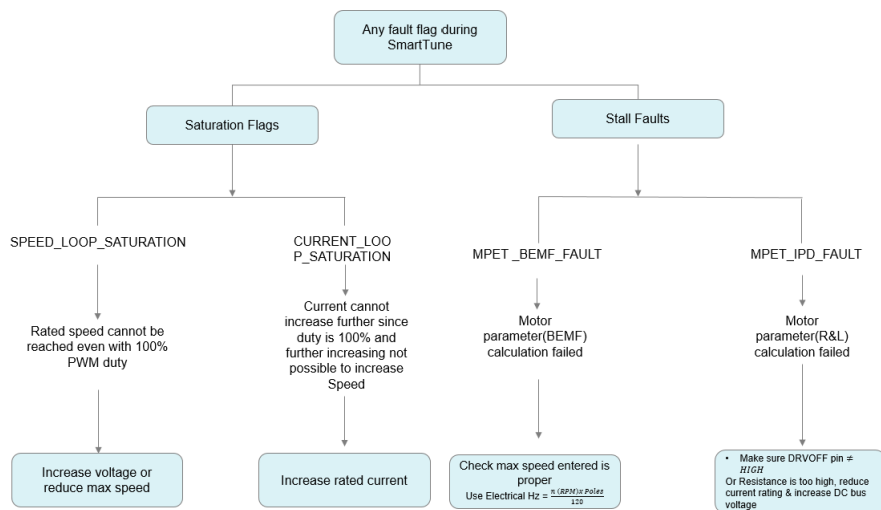 Any fault flag during
SmartTune
Saturation Flags
Stall Faults
SPEED_LOOP_SATURATION
CURRENT_LOO
P_SATURATION
MPET _BEMF_FAULT
MPET_IPD_FAULT
Rated speed cannot be
reached even with 100%
PWM duty
Current cannot
increase further since
duty is 100% and
further increasing not
possible to increase
Speed
Motor
parameter(BEMF)
calculation failed
Motor
parameter(R&L)
calculation failed
Increase voltage or
reduce max speed
Increase rated current
Check max speed entered is
proper
Use Electrical Hz = n (RPM)x Poles / 120
• Make sure DRVOFF pin ≠
HIGH
Or Resistance is too high, reduce
current rating & increase DC bus
voltage